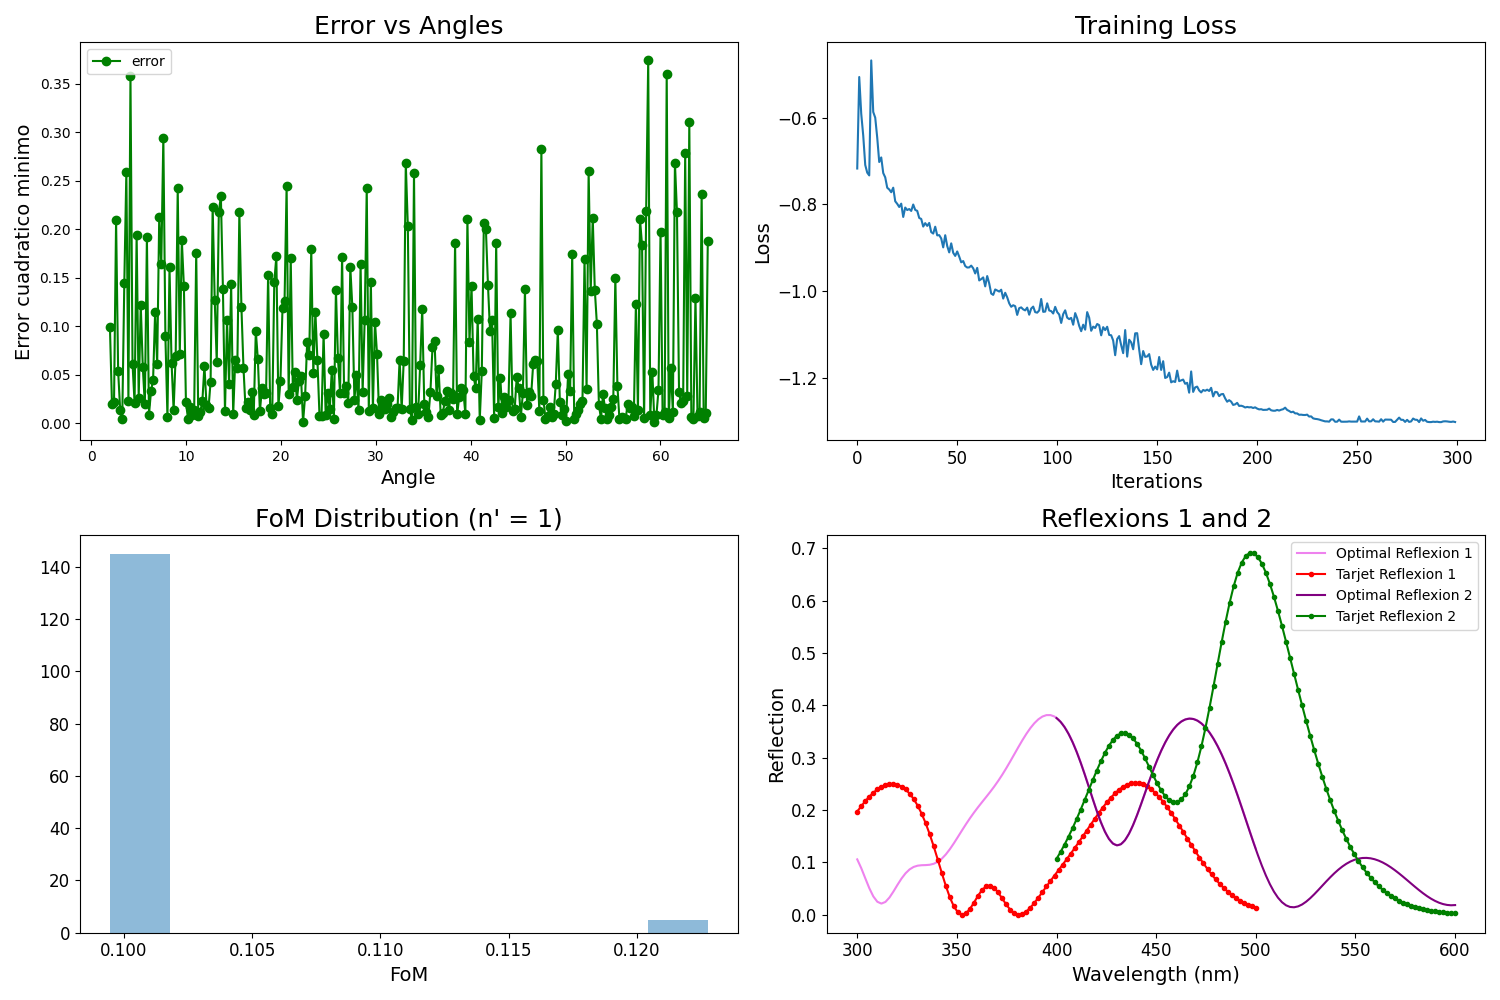 Error vs Angles
error
Error cuadratico minimo
0.35
0.30
0.25
0.20
0.15
0.10
0.05
0.00
0 10 20 30 40 50 60
Angle
Training Loss
Loss
−0.6
−0.8
−1.0
−1.2
0 50 100 150 200 250 300
Iterations
FoM Distribution (n' = 1)
140
120
100
80
60
40
20
0
0.100 0.105 0.110 0.115 0.120
FoM
Reflexions 1 and 2
Optimal Reflexion 1
Tarjet Reflexion 1
Optimal Reflexion 2
Tarjet Reflexion 2
Reflection
0.7
0.6
0.5
0.4
0.3
0.2
0.1
0.0
300 350 400 450 500 550 600
Wavelength (nm)